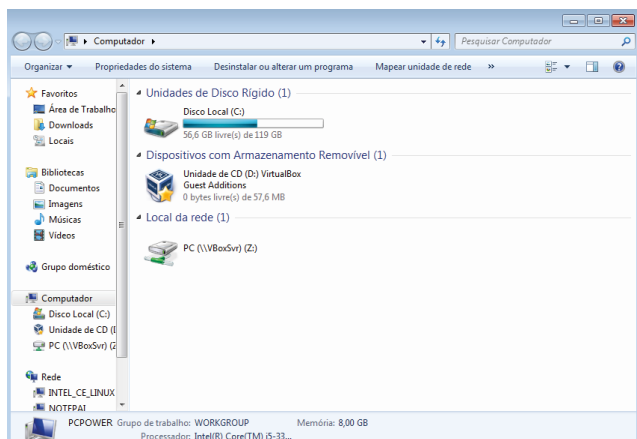 Computador
Pesquisar Computador
Organizar
Propriedades do sistema
Desinstalar ou alterar um programa
Mapear unidade de rede
»
Favoritos
Área de Trabalho
Downloads
Locais
Bibliotecas
Documentos
Imagens
Músicas
Vídeos
Grupo doméstico
Computador
Disco Local (C:)
Unidade de CD (
PC (\\VBoxSvr) (Z
Rede
INTEL_CE_LINUX
NOTEPAI
Unidades de Disco Rígido (1)
Disco Local (C:)
56,6 GB livre(s) de 119 GB
Dispositivos com Armazenamento Removível (1)
Unidade de CD (D:) VirtualBox
Guest Additions
0 bytes livre(s) de 57,6 MB
Local da rede (1)
PC (\\VBoxSvr) (Z:)
PCPOWER Grupo de trabalho: WORKGROUP Memória: 8,00 GB
Processador: Intel(R) Core(TM) i5-33...